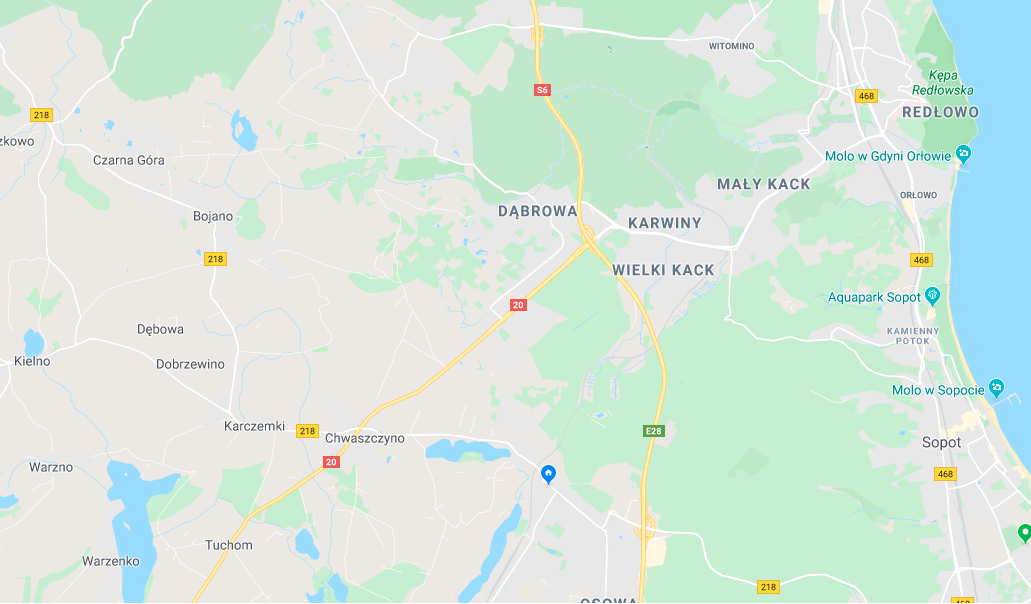 WITOMINO
Kępa
Redłowska
S6
468
REDŁOWO
218
zkowo
Czarna Góra
Molo w Gdyni Orłowie
MAŁY KACK
ORŁOWO
Bojano
DĄBROWA
KARWINY
218
468
WIELKI KACK
20
Aquapark Sopot
Dębowa
KAMIENNY
POTOK
Kielno
Dobrzewino
Molo w Sopocie
Karczemki
218
Chwaszczyno
E28
Sopot
20
Warzno
468
Tuchom
Warzenko
218
468
OSOWA